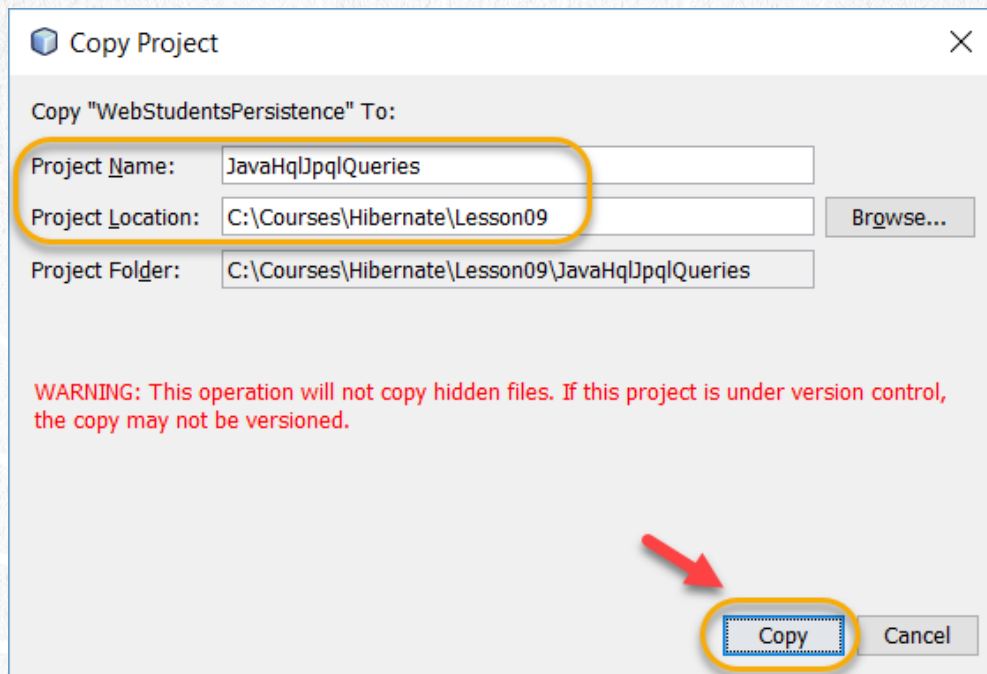 Copy Project
Copy "WebStudentsPersistence" To:
Project Name: JavaHqlJpqlQueries
Project Location: C:\Courses\Hibernate\Lesson09 Browse...
Project Folder: C:\Courses\Hibernate\Lesson09\JavaHqlJpqlQueries
WARNING: This operation will not copy hidden files. If this project is under version control,
the copy may not be versioned.
Copy Cancel